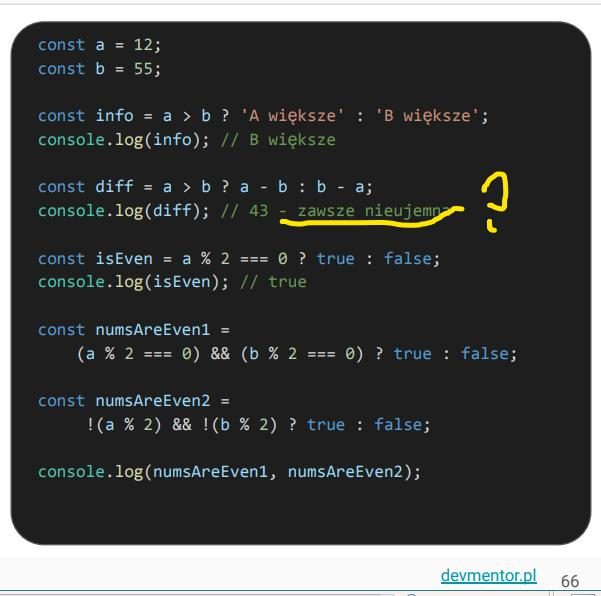 const a = 12;
const b = 55;
const info = a > b ? 'A większe' : 'B większe';
console.log(info); // B większe
const diff = a > b ? a - b : b - a;
console.log(diff); // 43 - zawsze nieujemna ?
const isEven = a % 2 === 0 ? true : false;
console.log(isEven); // true
const numsAreEven1 =
(a % 2 === 0) && (b % 2 === 0) ? true : false;
const numsAreEven2 =
!(a % 2) && !(b % 2) ? true : false;
console.log(numsAreEven1, numsAreEven2);
devmentor.pl 66